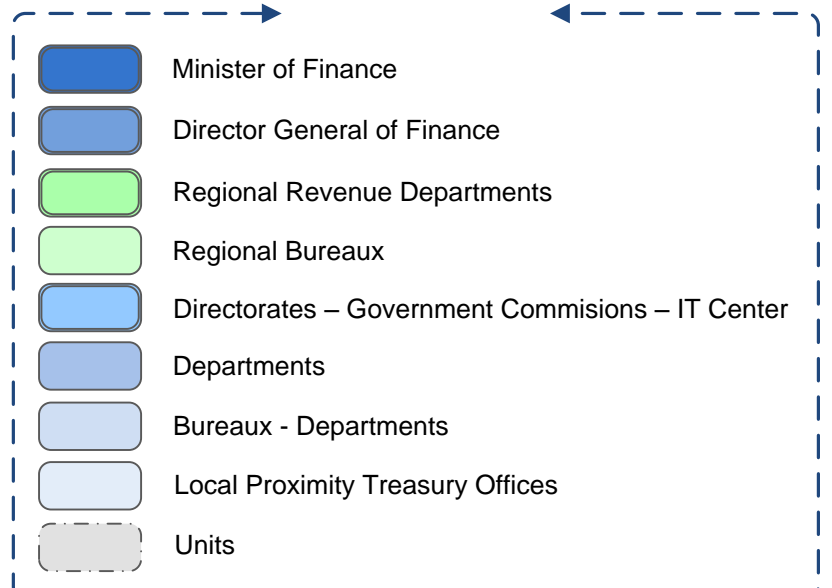 Minister of Finance
Director General of Finance
Regional Revenue Departments
Regional Bureaux
Directorates – Government Commisions – IT Center
Departments
Bureaux - Departments
Local Proximity Treasury Offices
Units